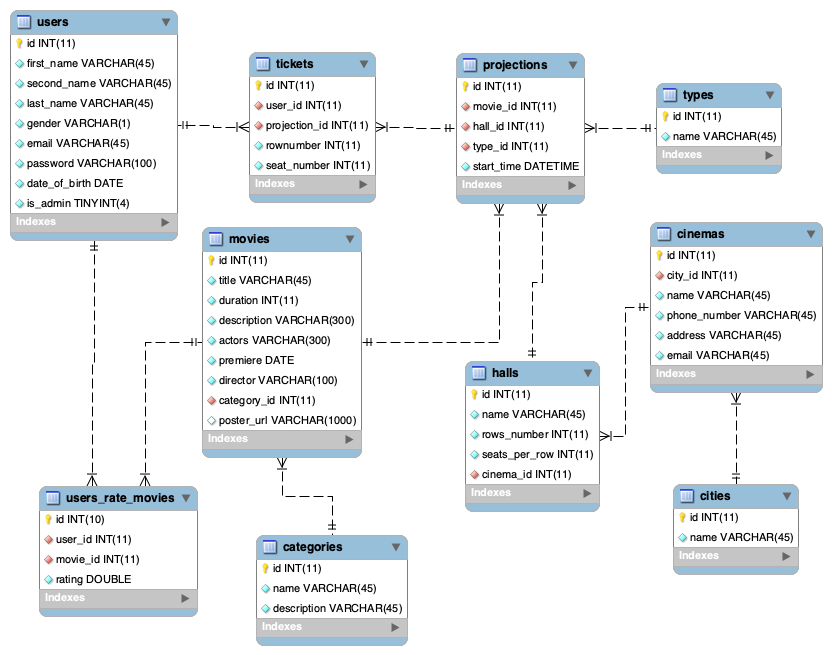 users
id INT(11)
first_name VARCHAR(45)
second_name VARCHAR(45)
last_name VARCHAR(45)
gender VARCHAR(1)
email VARCHAR(45)
password VARCHAR(100)
date_of_birth DATE
is_admin TINYINT(4)
Indexes
tickets
id INT(11)
user_id INT(11)
projection_id INT(11)
rownumber INT(11)
seat_number INT(11)
Indexes
projections
id INT(11)
movie_id INT(11)
hall_id INT(11)
type_id INT(11)
start_time DATETIME
Indexes
types
id INT(11)
name VARCHAR(45)
Indexes
movies
id INT(11)
title VARCHAR(45)
duration INT(11)
description VARCHAR(300)
actors VARCHAR(300)
premiere DATE
director VARCHAR(100)
category_id INT(11)
poster_url VARCHAR(1000)
Indexes
cinemas
id INT(11)
city_id INT(11)
name VARCHAR(45)
phone_number VARCHAR(45)
address VARCHAR(45)
email VARCHAR(45)
Indexes
halls
id INT(11)
name VARCHAR(45)
rows_number INT(11)
seats_per_row INT(11)
cinema_id INT(11)
Indexes
users_rate_movies
id INT(10)
user_id INT(11)
movie_id INT(11)
rating DOUBLE
Indexes
categories
id INT(11)
name VARCHAR(45)
description VARCHAR(45)
Indexes
cities
id INT(11)
name VARCHAR(45)
Indexes